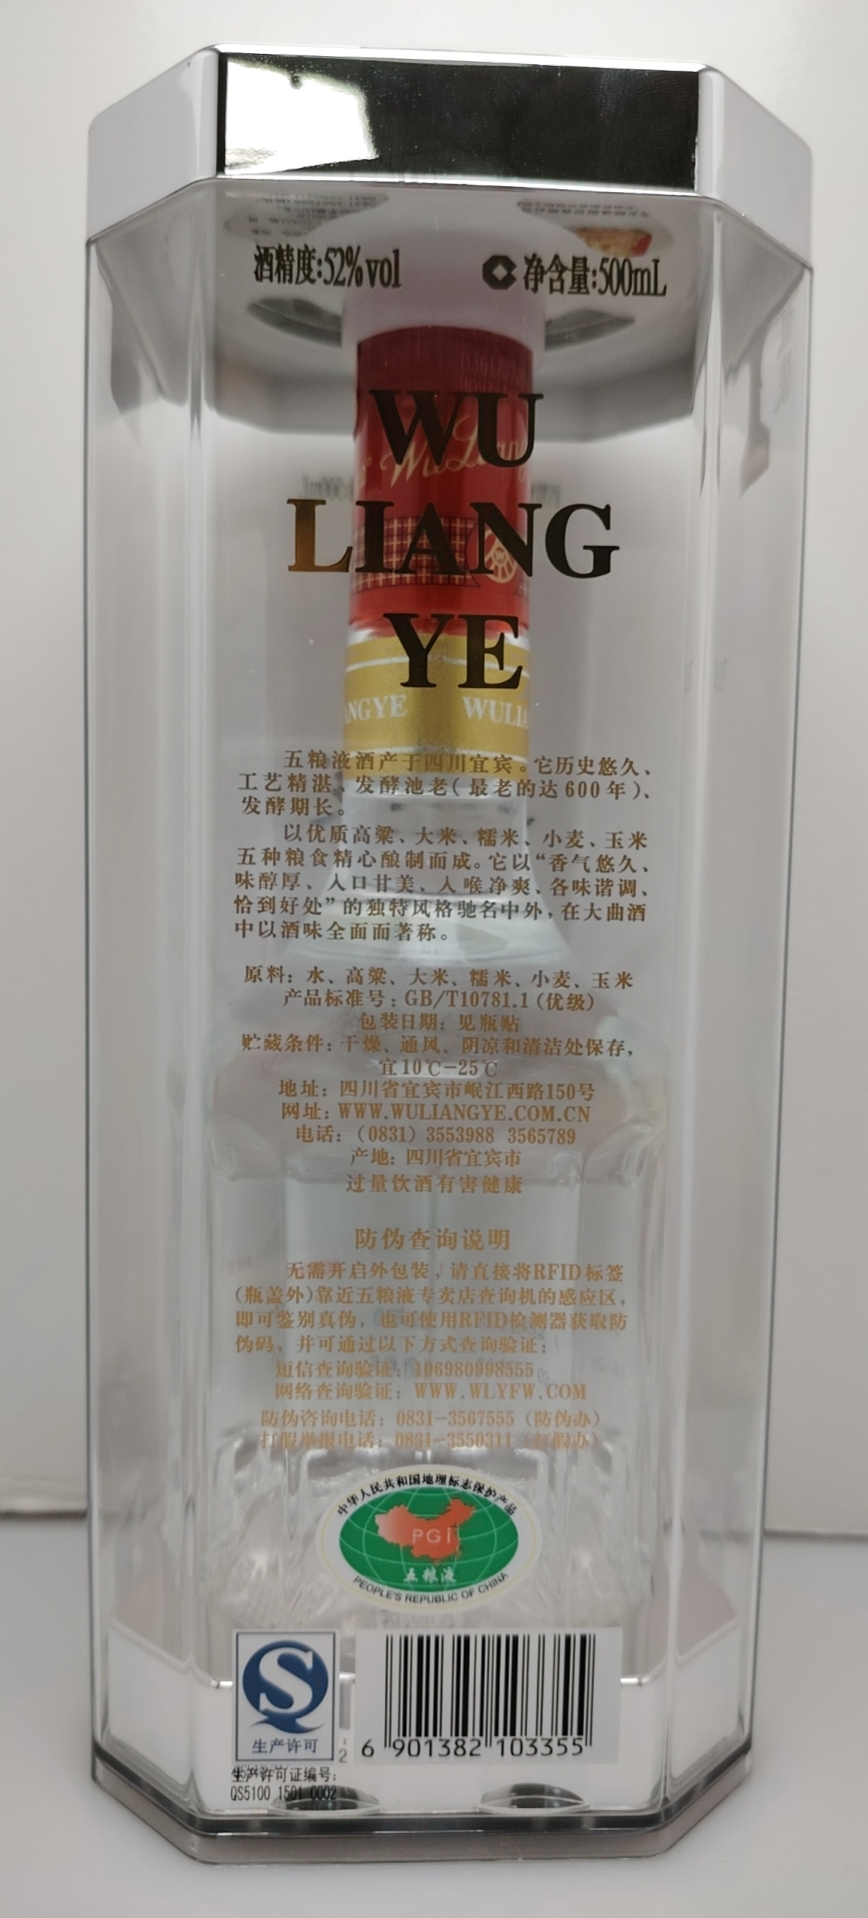 酒精度:52%vol
净含量:500mL
WU
LIANG
YE
NGYE WULIA
五粮液酒产于四川宜宾。它历史悠久、
工艺精湛、发酵池老(最老的达600年)、
发酵期长。
以优质高粱、大米、糯米、小麦、玉米
五种粮食精心酿制而成。它以“香气悠久、
味醇厚、入口甘美、入喉净爽、各味谐调、
恰到好处”的独特风格驰名中外,在大曲酒
中以酒味全面而著称。
原料:水、高粱、大米、糯米、小麦、玉米
产品标准号:GB/T10781.1(优级)
包装日期:见瓶贴
贮藏条件:干燥、通风、阴凉和清洁处保存,
宜10℃-25℃
地址:四川省宜宾市岷江西路150号
网址:WWW.WULIANGYE.COM.CN
电话:(0831) 3553988 3565789
产地:四川省宜宾市
过量饮酒有害健康
防伪查询说明
无需开启外包装,请直接将RFID标签
(瓶盖外)靠近五粮液专卖店查询机的感应区,
即可鉴别真伪,也可使用RFID检测器获取防
伪码,并可通过以下方式查询验证:
短信查询验证:106980998555
网络查询验证:WWW.WLYFW.COM
防伪咨询电话:0831-3567555(防伪办)
打假举报电话:0831-3550311(打假办)
中华人民共和国地理标志保护产品
PGI
五粮液
PEOPLE'S REPUBLIC OF CHINA
生产许可
6 901382 103355
生产许可证编号:
QS5100 1501 0002